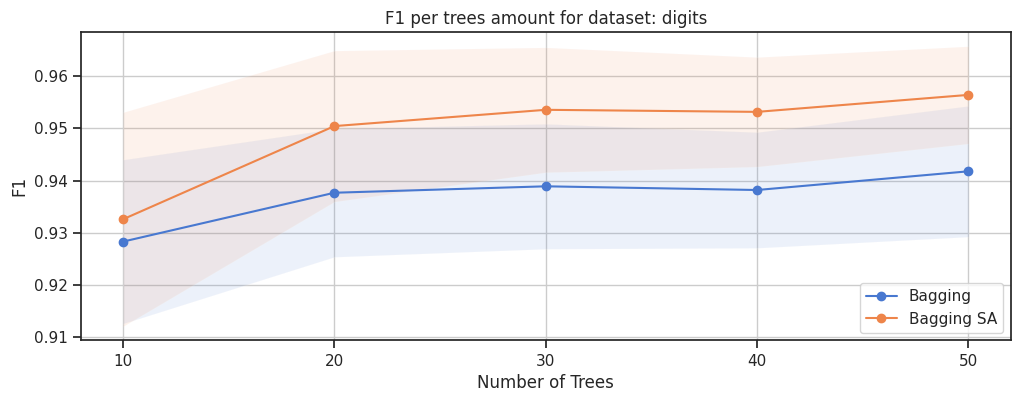 F1 per trees amount for dataset: digits
F1
0.96
0.95
0.94
0.93
0.92
0.91
10 20 30 40 50
Number of Trees
Bagging
Bagging SA